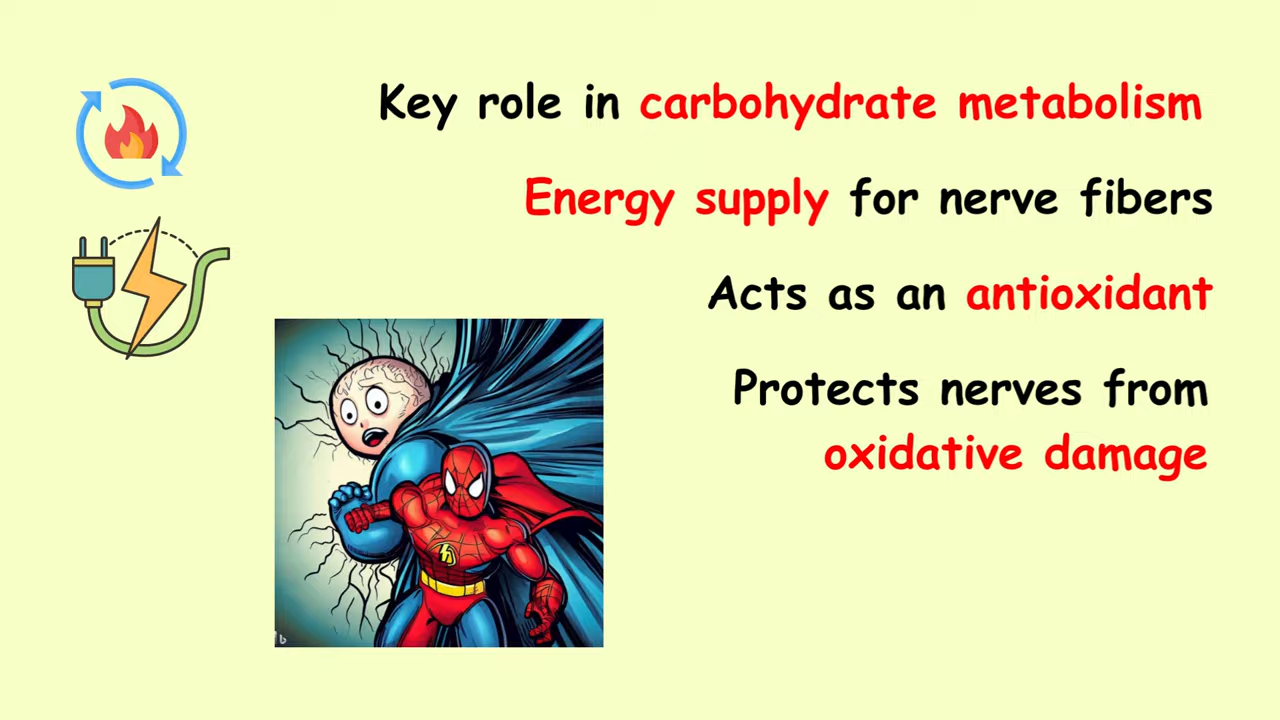 Key role in carbohydrate metabolism
Energy supply for nerve fibers
Acts as an antioxidant
Protects nerves from
oxidative damage